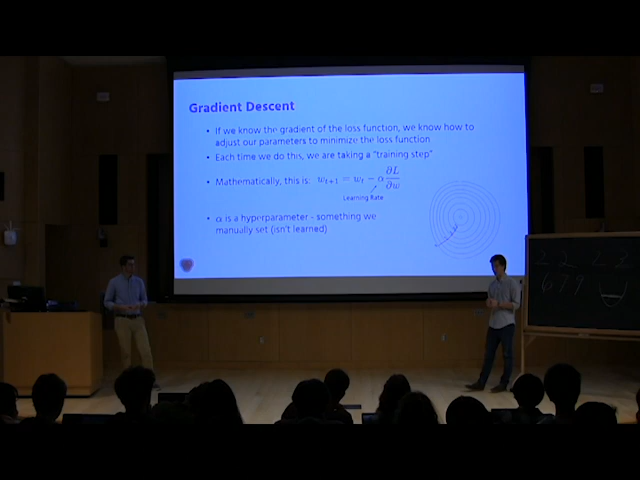 Gradient Descent
• If we know the gradient of the loss function, we know how to
adjust our parameters to minimize the loss function
• Each time we do this, we are taking a "training step"
• Mathematically, this is: w_{t+1} = w_t − α ∂L/∂w
Learning Rate
• α is a hyperparameter - something we
manually set (isn't learned)